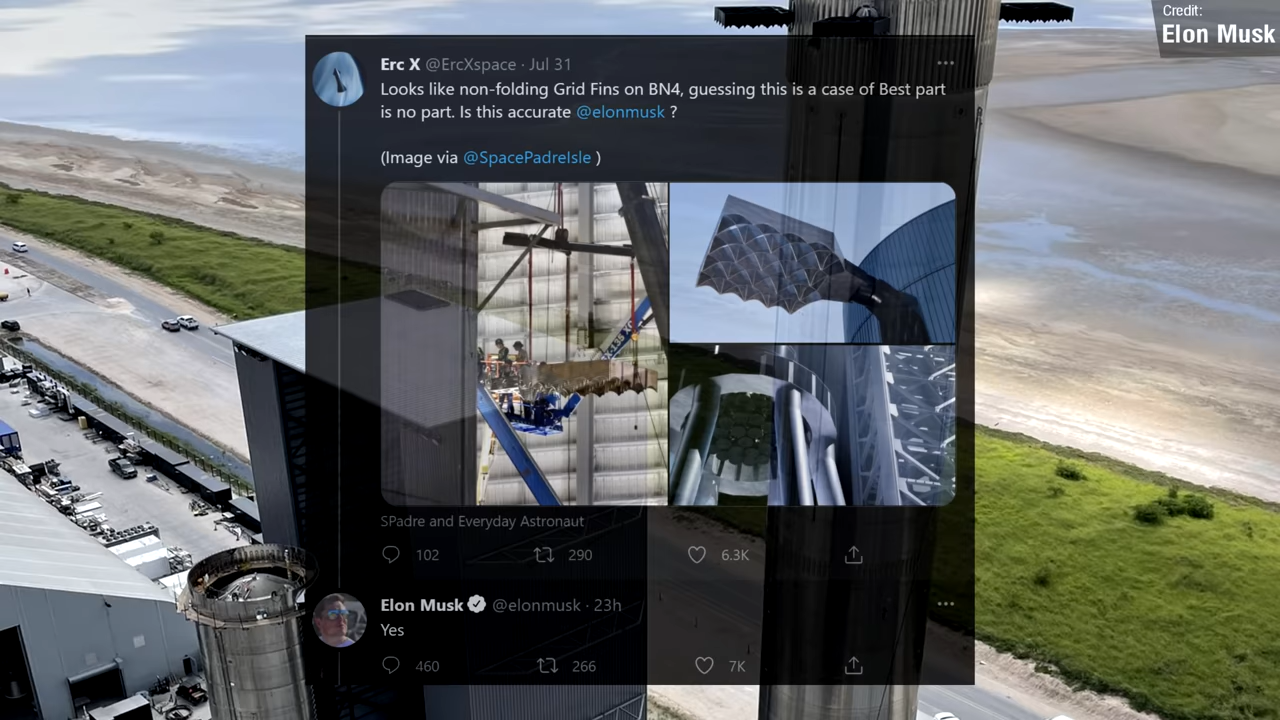 Credit:
Elon Musk
Erc X @ErcXspace · Jul 31
Looks like non-folding Grid Fins on BN4, guessing this is a case of Best part
is no part. Is this accurate @elonmusk ?
(Image via @SpacePadreIsle )
SPadre and Everyday Astronaut
102 290 6.3K
Elon Musk @elonmusk · 23h
Yes
460 266 7K